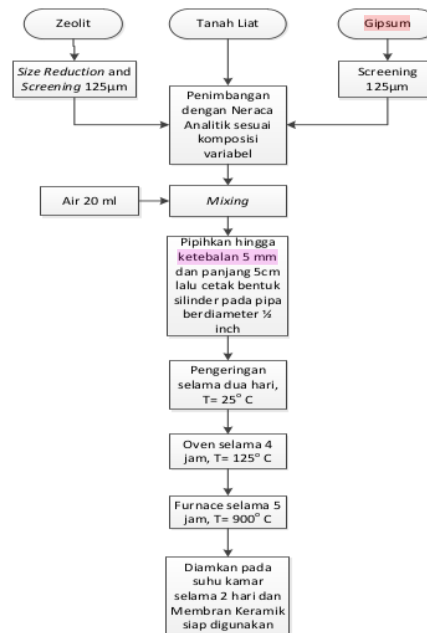 Zeolit
Tanah Liat
Gipsum
Size Reduction and
Screening 125µm
Screening
125µm
Penimbangan
dengan Neraca
Analitik sesuai
komposisi
variabel
Air 20 ml
Mixing
Pipihkan hingga
ketebalan 5 mm
dan panjang 5cm
lalu cetak bentuk
silinder pada pipa
berdiameter ½
inch
Pengeringan
selama dua hari,
T= 25° C
Oven selama 4
jam, T= 125° C
Furnace selama 5
jam, T= 900° C
Diamkan pada
suhu kamar
selama 2 hari dan
Membran Keramik
siap digunakan